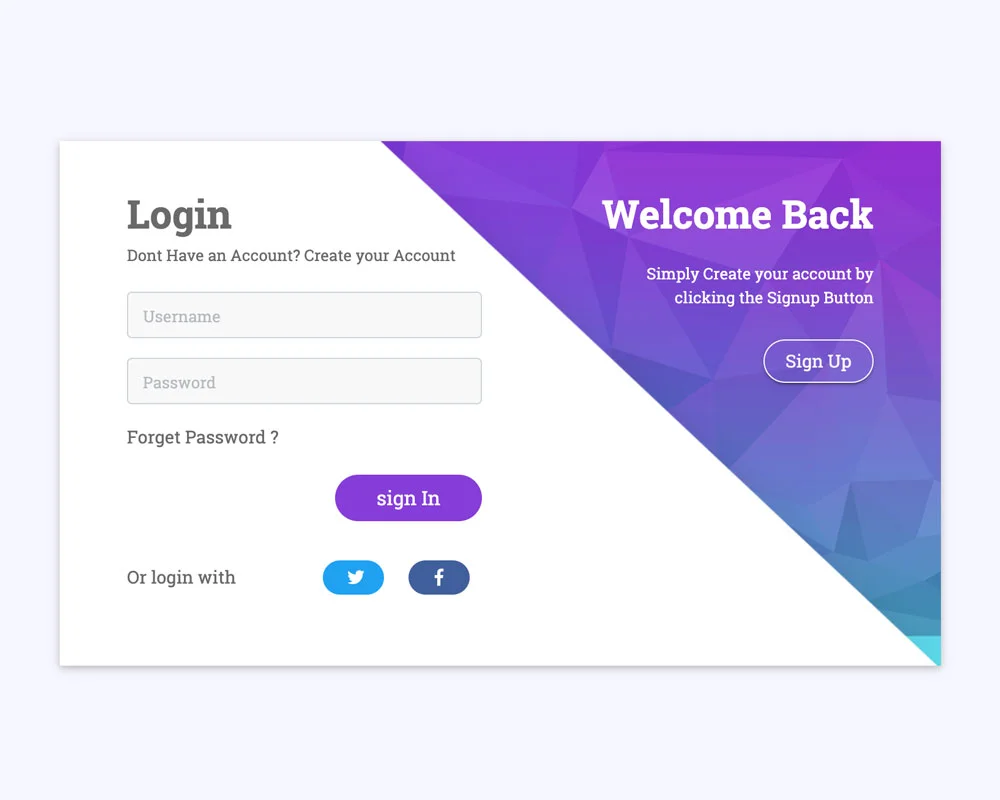 Login
Dont Have an Account? Create your Account
Username
Password
Forget Password ?
sign In
Or login with
Welcome Back
Simply Create your account by
clicking the Signup Button
Sign Up